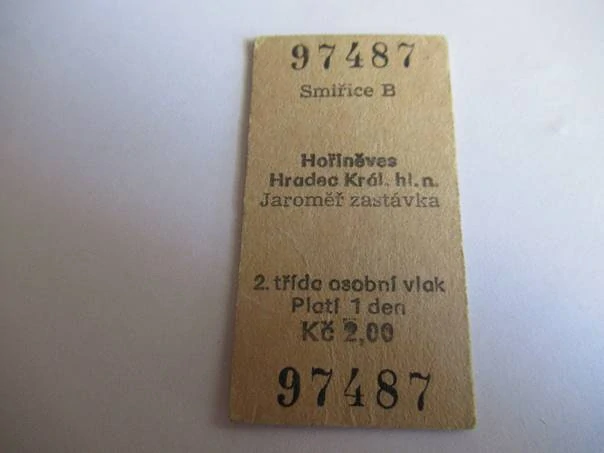 97487
Smiřice B
Hořiněves
Hradec Král. hl. n.
Jaroměř zastávka
2. třída osobní vlak
Platí 1 den
Kč 2,00
97487